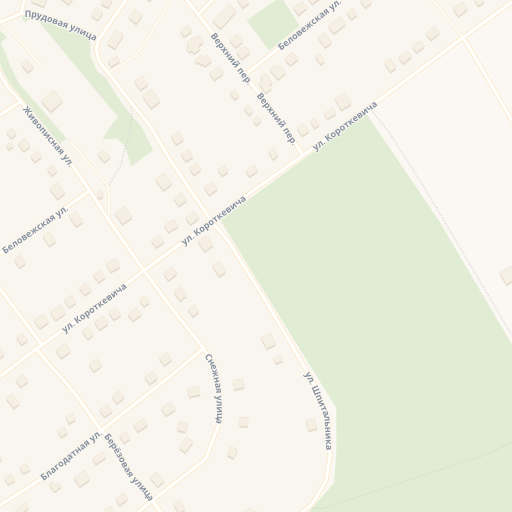 Прудовая улица
Беловежская ул.
Верхний пер.
Верхний пер.
ул. Короткевича
Живописная ул.
Беловежская ул.
ул. Короткевича
ул. Короткевича
Снежная улица
ул. Шпитальника
Благодатная ул.
Берёзовая улица